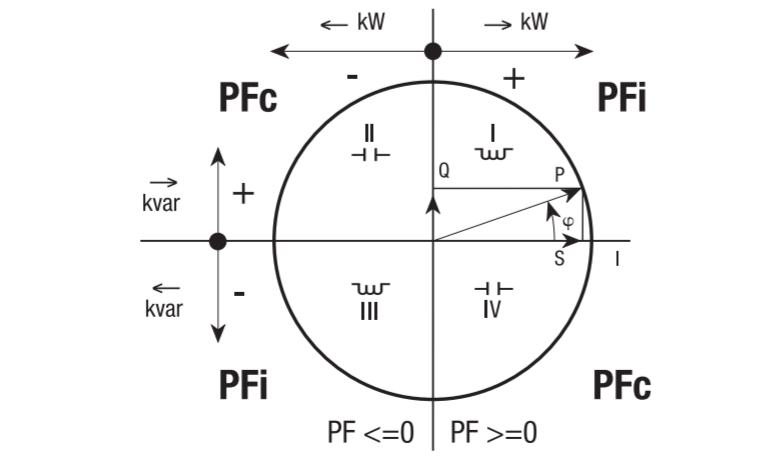 ← kW → kW
- +
PFc PFi
II I
Q P
→
kvar +
φ
S I
←
kvar -
III IV
PFi PFc
PF <=0 PF >=0